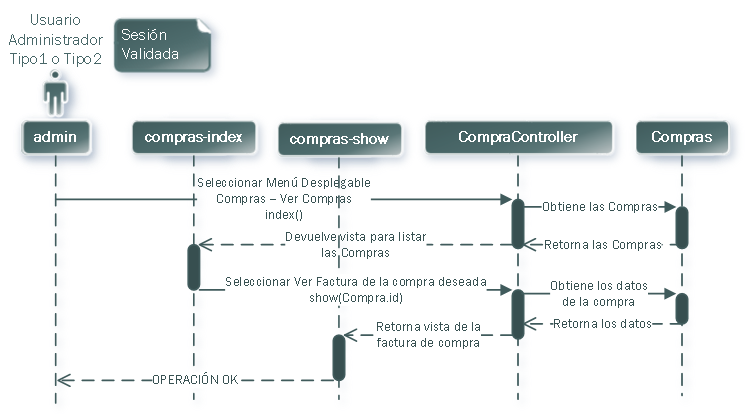 Usuario
Administrador
Tipo1 o Tipo2
Sesión
Validada
admin
compras-index
compras-show
CompraController
Compras
Seleccionar Menú Desplegable
Compras – Ver Compras
index()
Obtiene las Compras
Devuelve vista para listar
las Compras
Retorna las Compras
Seleccionar Ver Factura de la compra deseada
show(Compra.id)
Obtiene los datos
de la compra
Retorna los datos
Retorna vista de la
factura de compra
OPERACIÓN OK